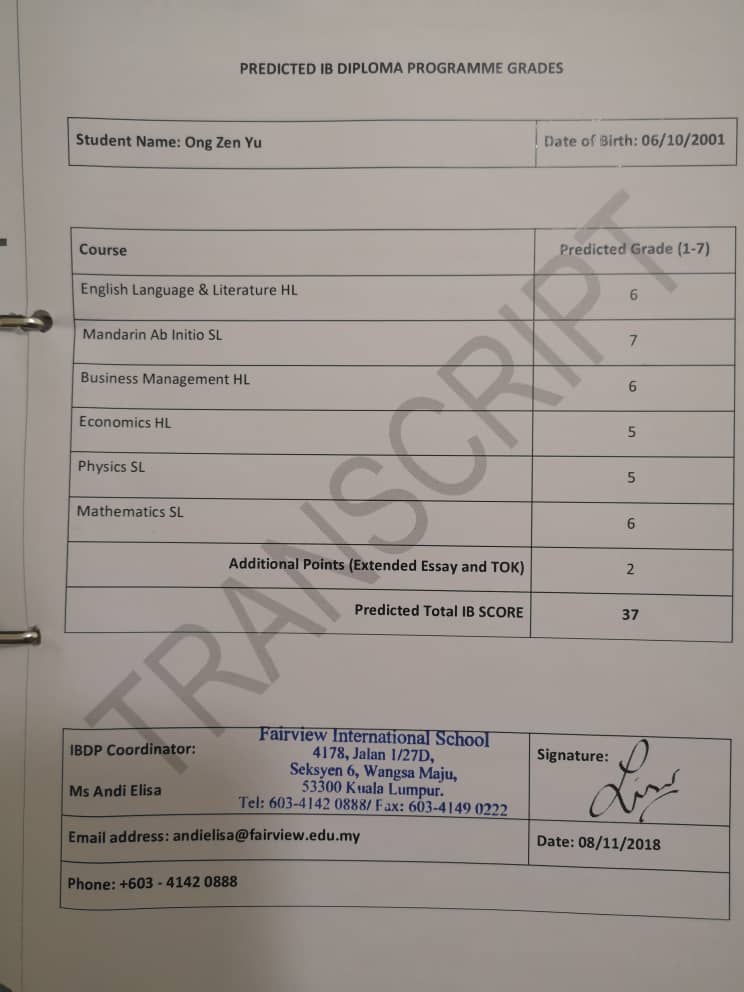 PREDICTED IB DIPLOMA PROGRAMME GRADES
Student Name: Ong Zen Yu
Date of Birth: 06/10/2001
Course
Predicted Grade (1-7)
English Language & Literature HL
6
Mandarin Ab Initio SL
7
Business Management HL
6
Economics HL
5
Physics SL
5
Mathematics SL
6
Additional Points (Extended Essay and TOK)
2
Predicted Total IB SCORE
37
TRANSCRIPT
IBDP Coordinator:
Ms Andi Elisa
Fairview International School
4178, Jalan 1/27D,
Seksyen 6, Wangsa Maju,
53300 Kuala Lumpur.
Tel: 603-4142 0888/ Fax: 603-4149 0222
Signature:
Email address: andielisa@fairview.edu.my
Date: 08/11/2018
Phone: +603 - 4142 0888